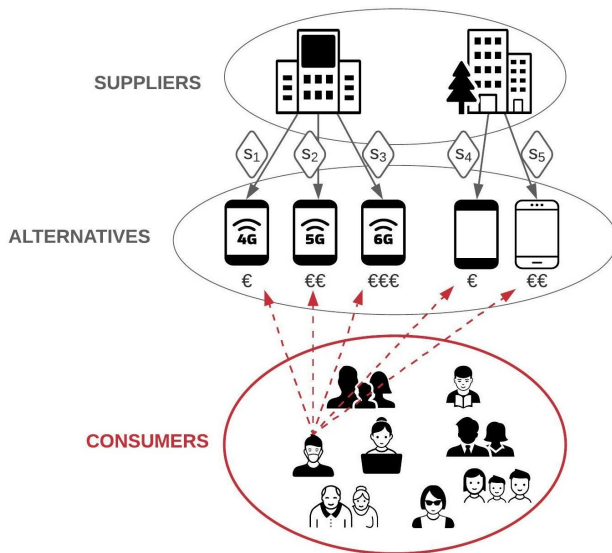 SUPPLIERS
S1 S2 S3 S4 S5
ALTERNATIVES
4G 5G 6G
€ €€ €€€ € €€
CONSUMERS